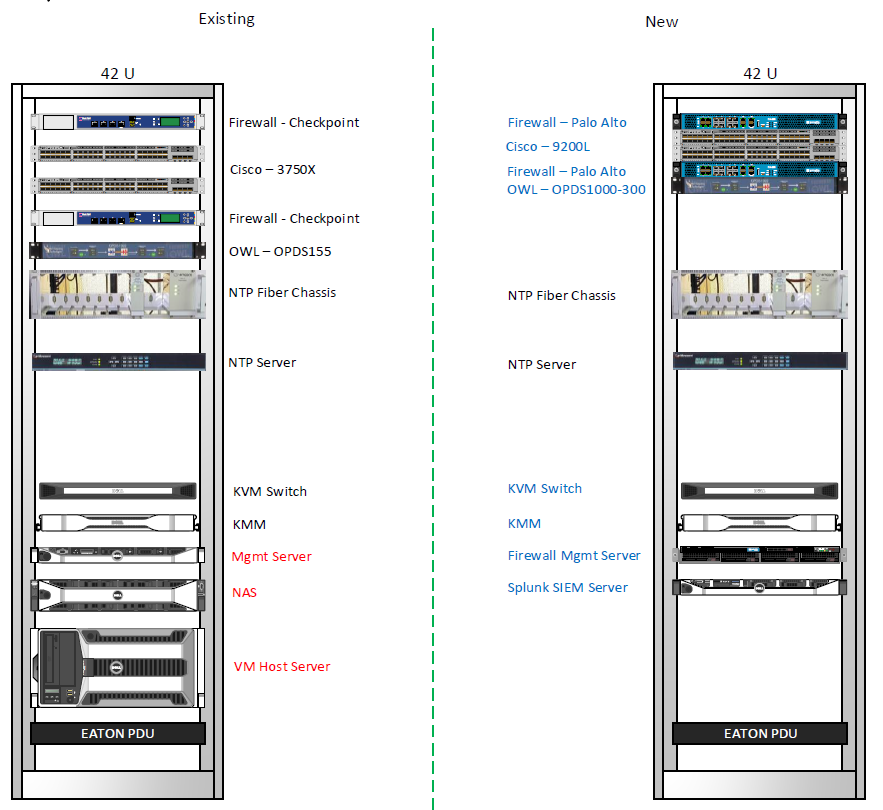 Existing
New
42 U
42 U
Firewall - Checkpoint
Cisco – 3750X
Firewall - Checkpoint
OWL – OPDS155
NTP Fiber Chassis
NTP Server
KVM Switch
KMM
Mgmt Server
NAS
VM Host Server
EATON PDU
Firewall – Palo Alto
Cisco – 9200L
Firewall – Palo Alto
OWL – OPDS1000-300
NTP Fiber Chassis
NTP Server
KVM Switch
KMM
Firewall Mgmt Server
Splunk SIEM Server
EATON PDU